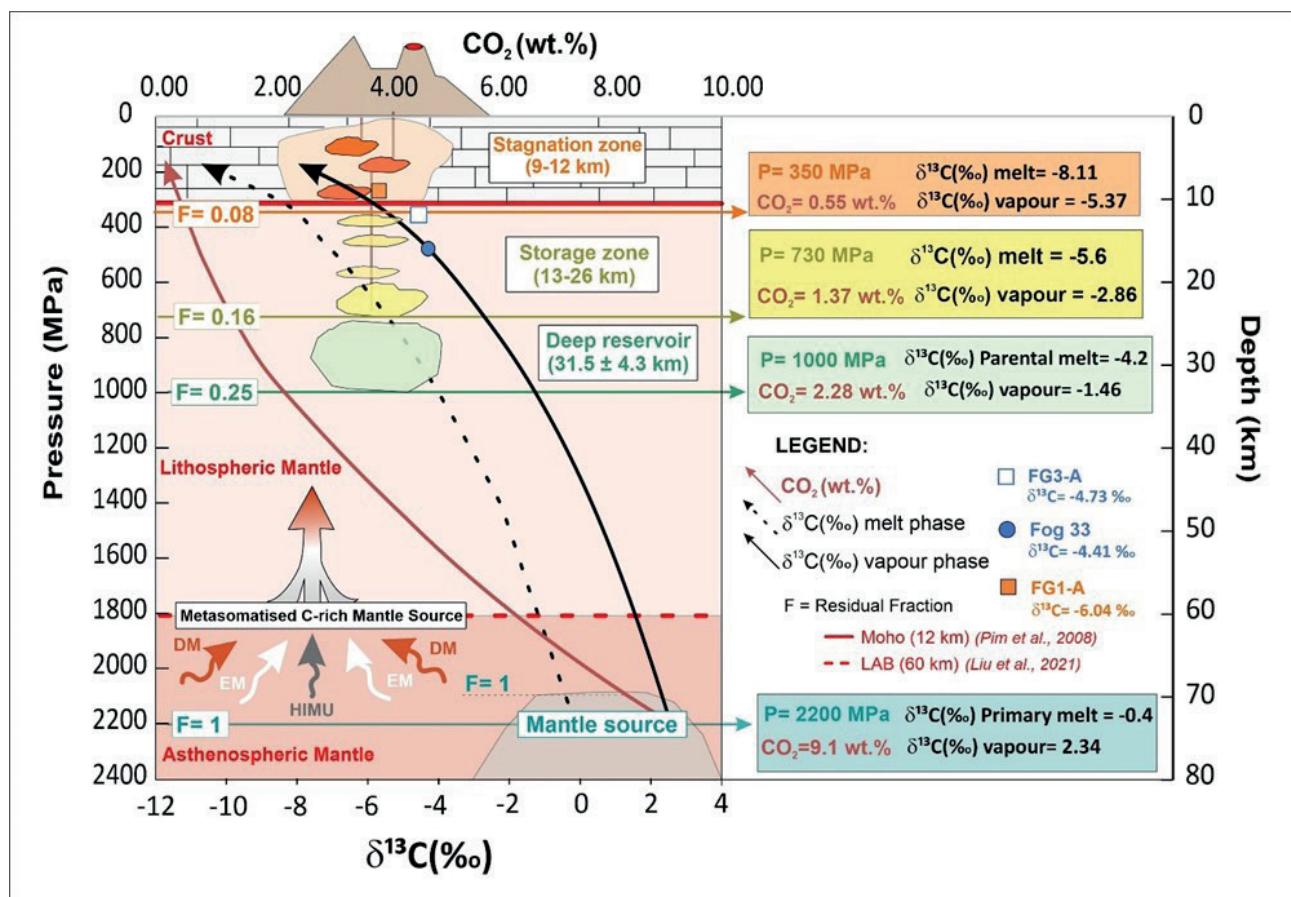 CO₂ (wt.%)
0.00 2.00 4.00 6.00 8.00 10.00
Pressure (MPa)
0
200
400
600
800
1000
1200
1400
1600
1800
2000
2200
2400
Depth (km)
0
10
20
30
40
50
60
70
80
-12 -10 -8 -6 -4 -2 0 2 4
δ¹³C(‰)
Crust
Stagnation zone
(9-12 km)
F= 0.08
Storage zone
(13-26 km)
F= 0.16
Deep reservoir
(31.5 ± 4.3 km)
F= 0.25
Lithospheric Mantle
Metasomatised C-rich Mantle Source
DM
EM
HIMU
EM
DM
F= 1
F= 1
Mantle source
Asthenospheric Mantle
P= 350 MPa δ¹³C(‰) melt= -8.11
CO₂= 0.55 wt.% δ¹³C(‰) vapour = -5.37
P= 730 MPa δ¹³C(‰) melt = -5.6
CO₂= 1.37 wt.% δ¹³C(‰) vapour = -2.86
P= 1000 MPa δ¹³C(‰) Parental melt= -4.2
CO₂= 2.28 wt.% δ¹³C(‰) vapour= -1.46
LEGEND:
CO₂ (wt.%)
δ¹³C(‰) melt phase
δ¹³C(‰) vapour phase
F = Residual Fraction
FG3-A
δ¹³C= -4.73 ‰
Fog 33
δ¹³C= -4.41 ‰
FG1-A
δ¹³C= -6.04 ‰
Moho (12 km) (Pim et al., 2008)
LAB (60 km) (Liu et al., 2021)
P= 2200 MPa δ¹³C(‰) Primary melt = -0.4
CO₂=9.1 wt.% δ¹³C(‰) vapour= 2.34